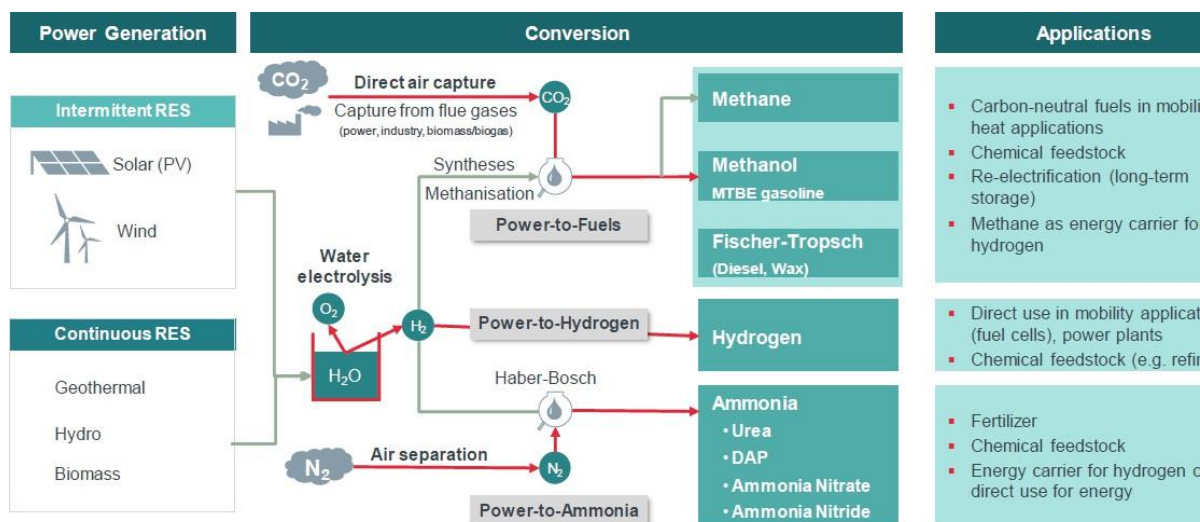 Power Generation
Conversion
Applications
Intermittent RES
Solar (PV)
Wind
Continuous RES
Geothermal
Hydro
Biomass
CO2
Direct air capture
Capture from flue gases
(power, industry, biomass/biogas)
CO2
Syntheses
Methanisation
Power-to-Fuels
Water
electrolysis
O2
H2
H2O
Power-to-Hydrogen
Haber-Bosch
N2
Air separation
N2
Power-to-Ammonia
Methane
Methanol
MTBE gasoline
Fischer-Tropsch
(Diesel, Wax)
Hydrogen
Ammonia
• Urea
• DAP
• Ammonia Nitrate
• Ammonia Nitride
▪ Carbon-neutral fuels in
heat applications
▪ Chemical feedstock
▪ Re-electrification (long-term
storage)
▪ Methane as energy carrier
hydrogen
▪ Direct use in mobility
(fuel cells), power plants
▪ Chemical feedstock (e.g.
▪ Fertilizer
▪ Chemical feedstock
▪ Energy carrier for hydrogen
direct use for energy